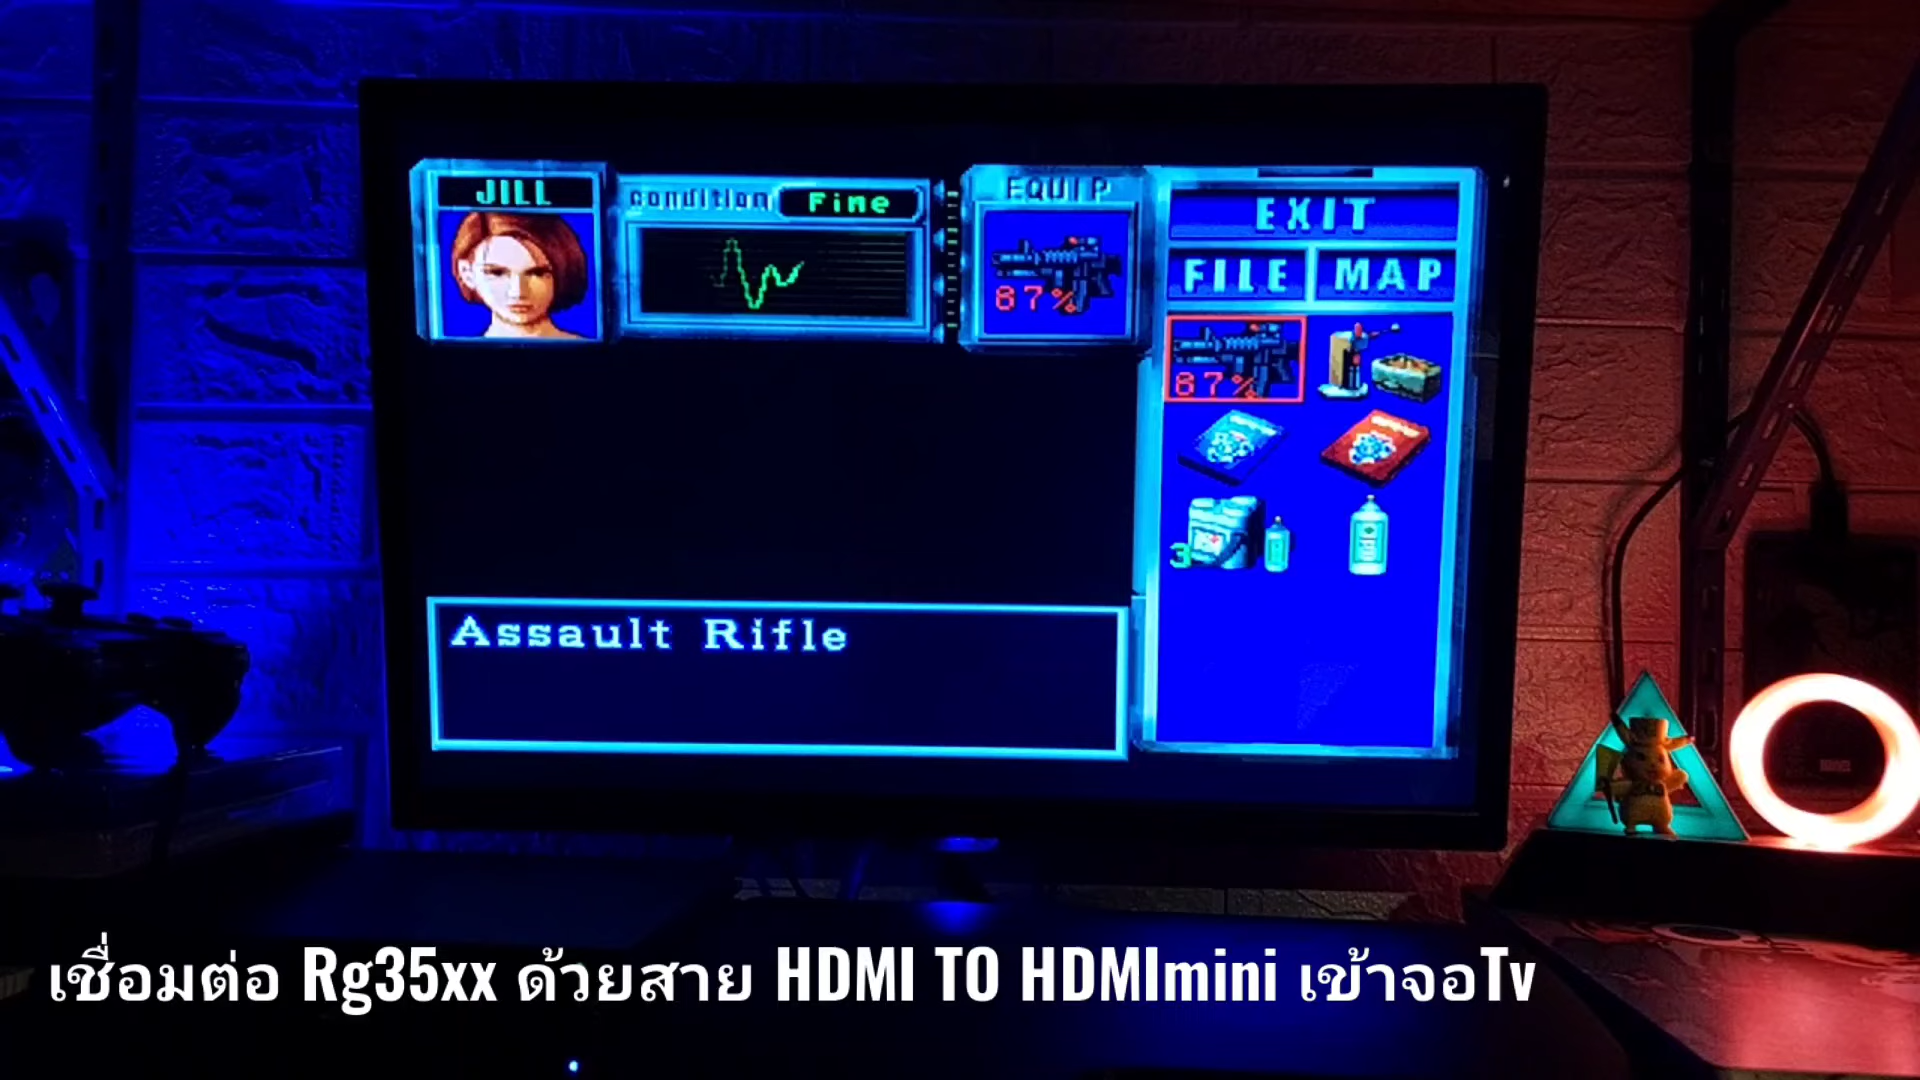 JILL
condition Fine
EQUIP
EXIT
FILE MAP
87%
87%
3
Assault Rifle
เชื่อมต่อ Rg35xx ด้วยสาย HDMI TO HDMImini เข้าจอTv